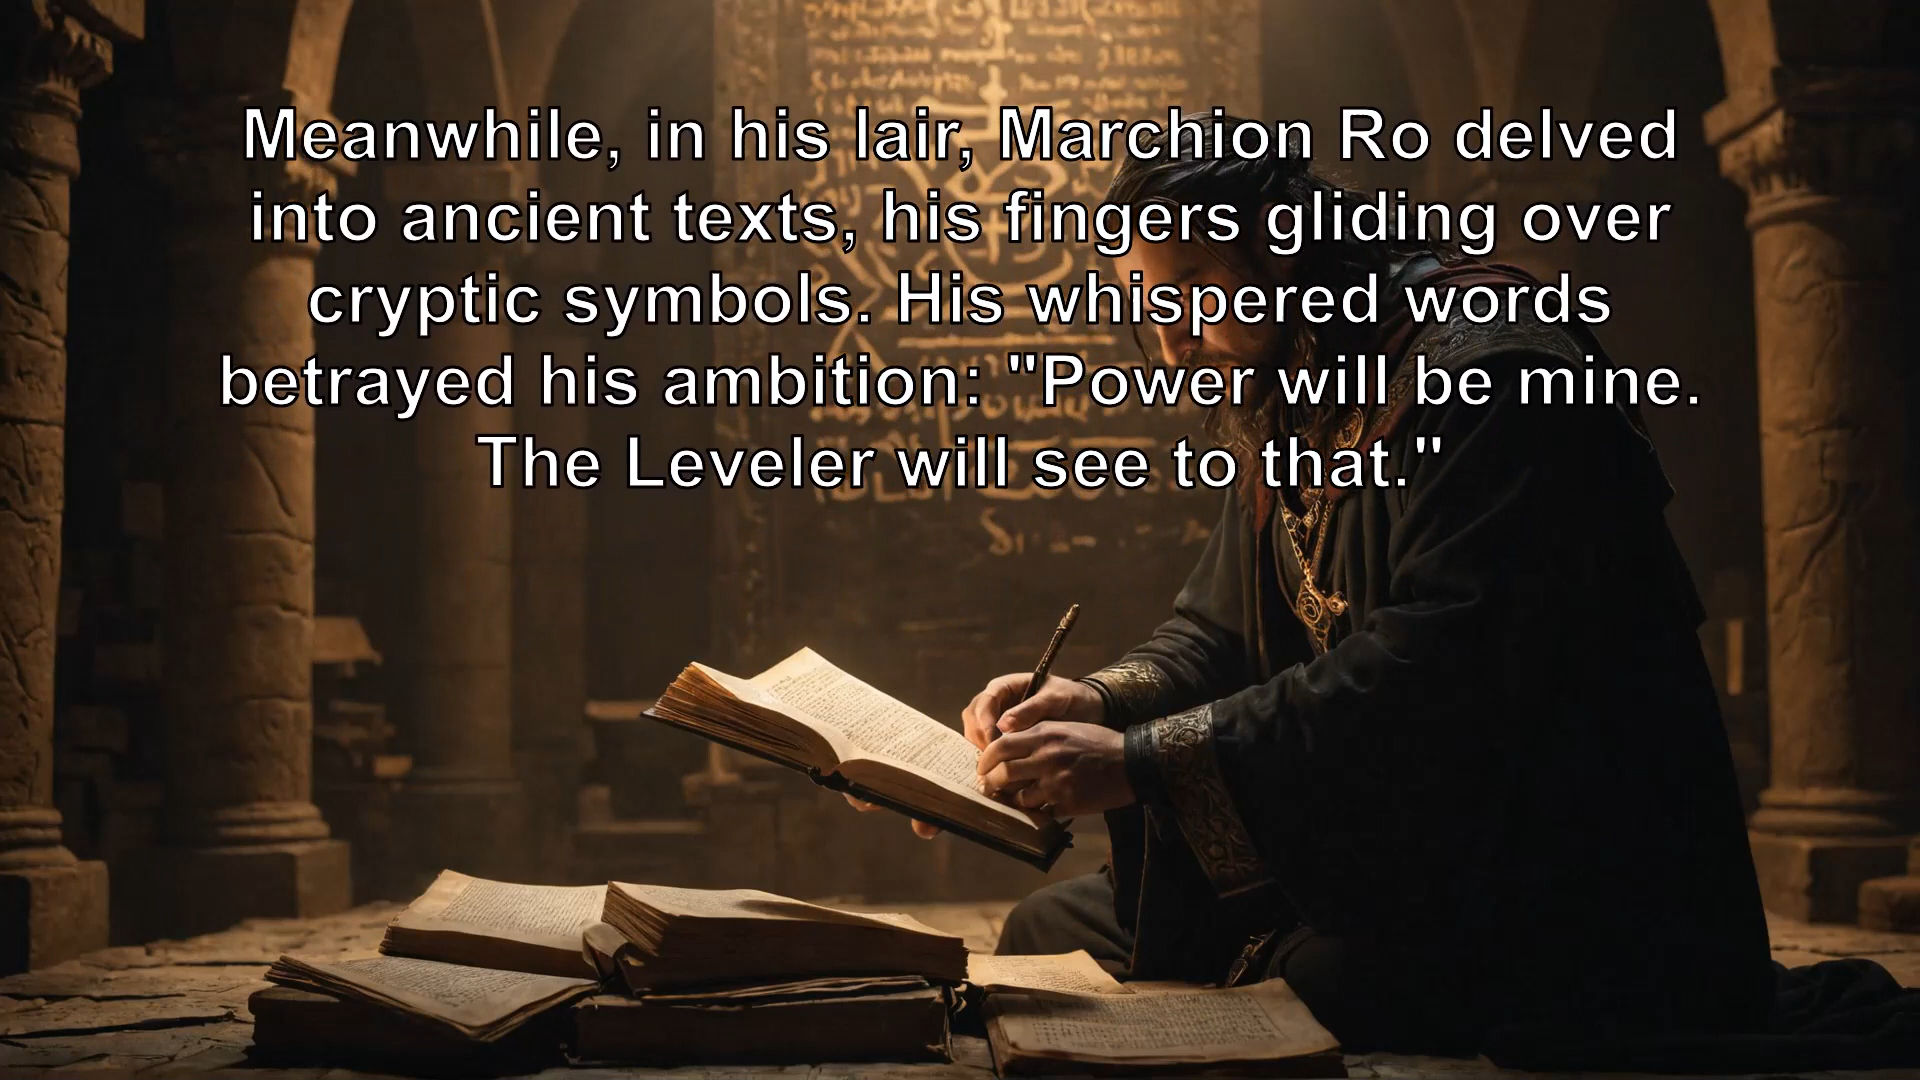 Meanwhile, in his lair, Marchion Ro delved
into ancient texts, his fingers gliding over
cryptic symbols. His whispered words
betrayed his ambition: "Power will be mine.
The Leveler will see to that."